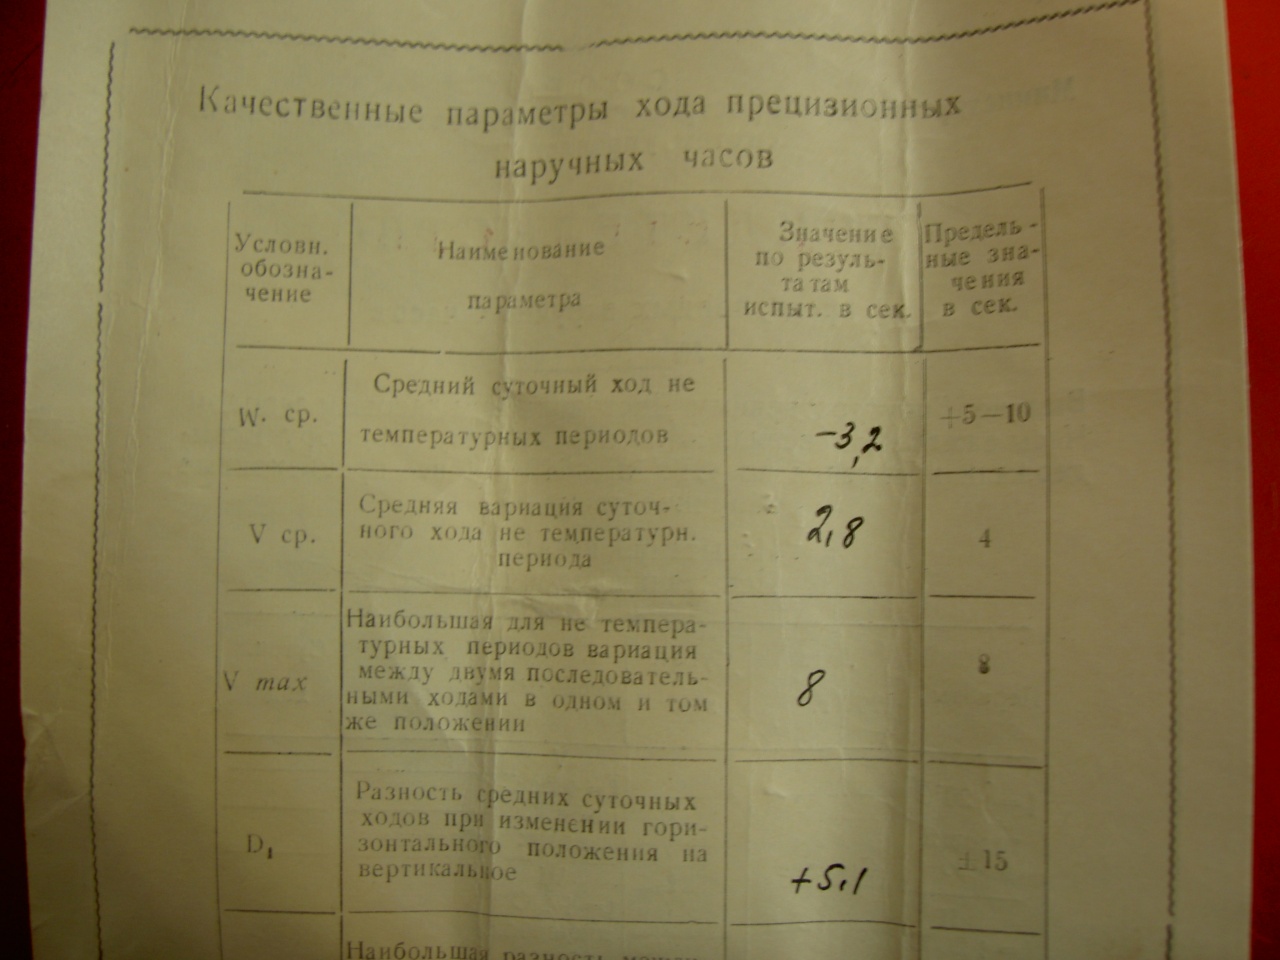 Качественные параметры хода прецизионных
наручных часов
Условн.
обозна-
чение
Наименование
параметра
Значение
по резуль-
татам
испыт. в сек.
Предель-
ные зна-
чения
в сек.
W. ср.
Средний суточный ход не
температурных периодов
-3,2
+5—10
V ср.
Средняя вариация суточ-
ного хода не температурн.
периода
2,8
4
V max
Наибольшая для не темпера-
турных периодов вариация
между двумя последователь-
ными ходами в одном и том
же положении
8
8
D₁
Разность средних суточных
ходов при изменении гори-
зонтального положения на
вертикальное
+5,1
±15
Наибольшая разность между